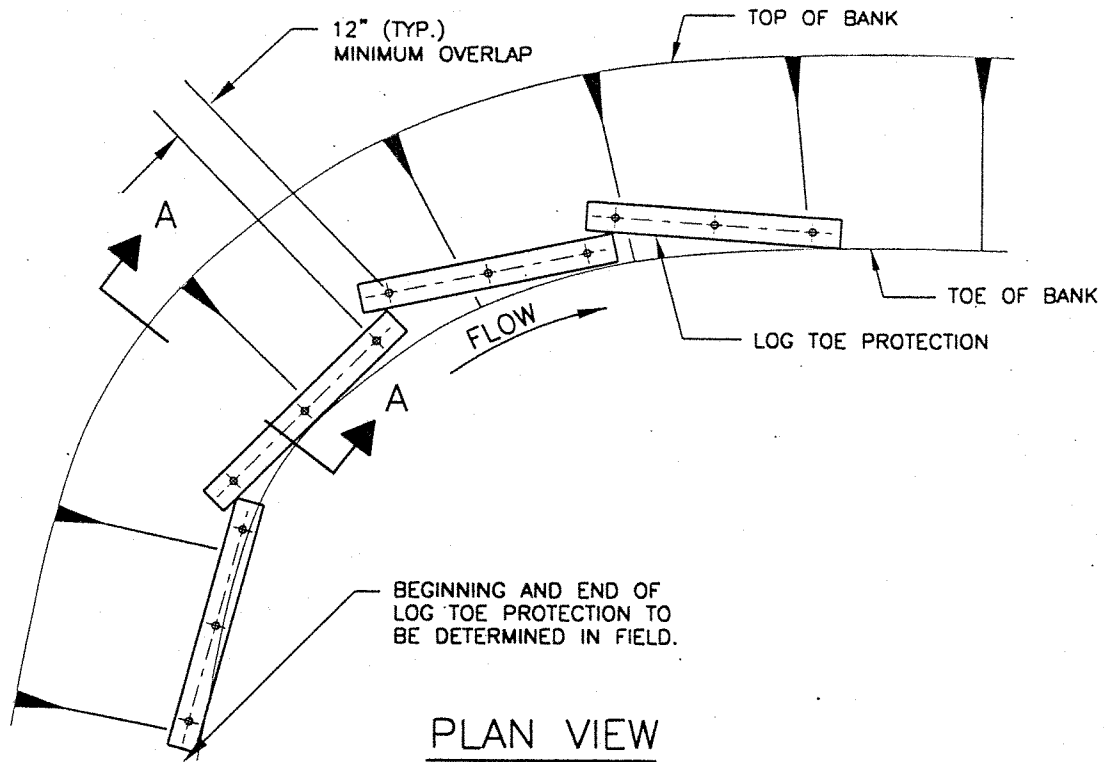 12" (TYP.)
MINIMUM OVERLAP
TOP OF BANK
A
TOE OF BANK
FLOW
LOG TOE PROTECTION
A
BEGINNING AND END OF
LOG TOE PROTECTION TO
BE DETERMINED IN FIELD.
PLAN VIEW